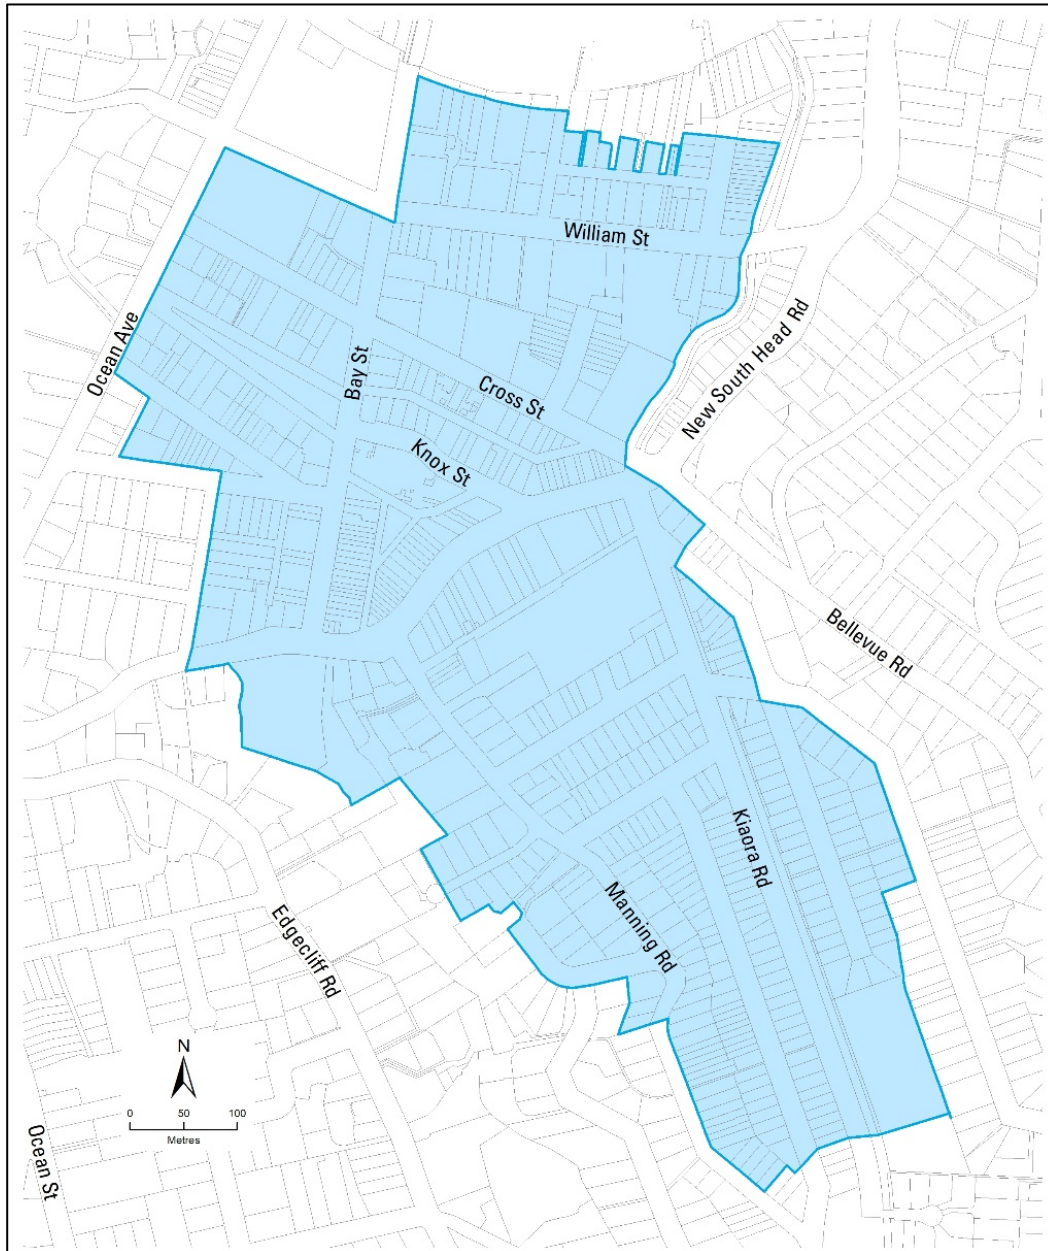 William St
Ocean Ave
New South Head Rd
Bay St
Cross St
Knox St
Bellevue Rd
Kiaora Rd
Manning Rd
Edgecliff Rd
N
0 50 100
Metres
Ocean St